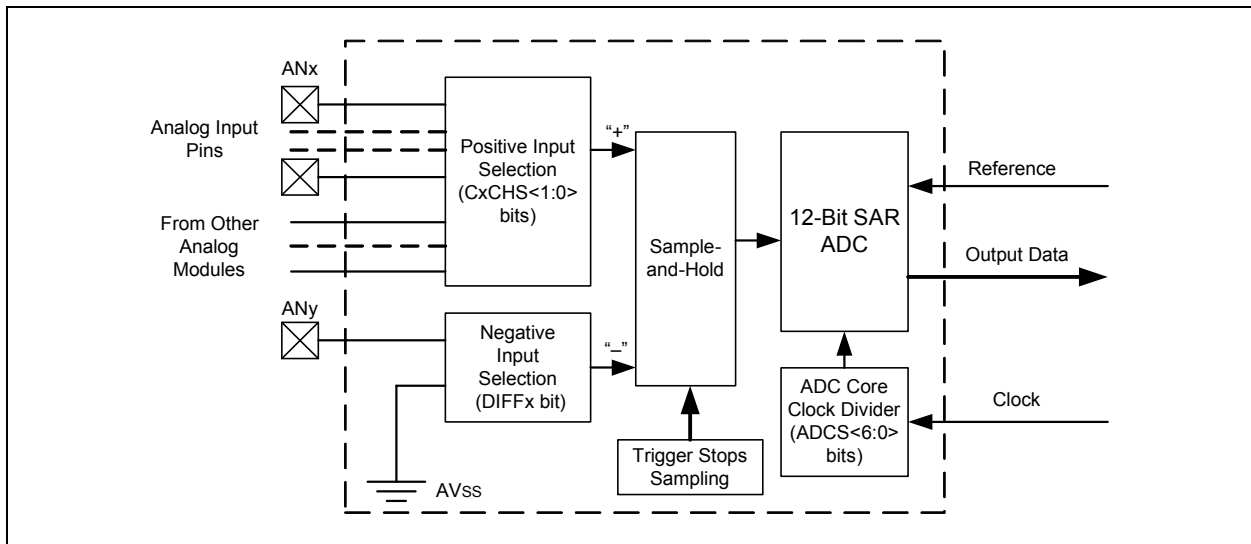 ANx
Analog Input
Pins
From Other
Analog
Modules
ANy
Positive Input
Selection
(CxCHS<1:0>
bits)
Negative
Input
Selection
(DIFFx bit)
AVSS
“+”
“–”
Sample-
and-Hold
Trigger Stops
Sampling
12-Bit SAR
ADC
ADC Core
Clock Divider
(ADCS<6:0>
bits)
Reference
Output Data
Clock